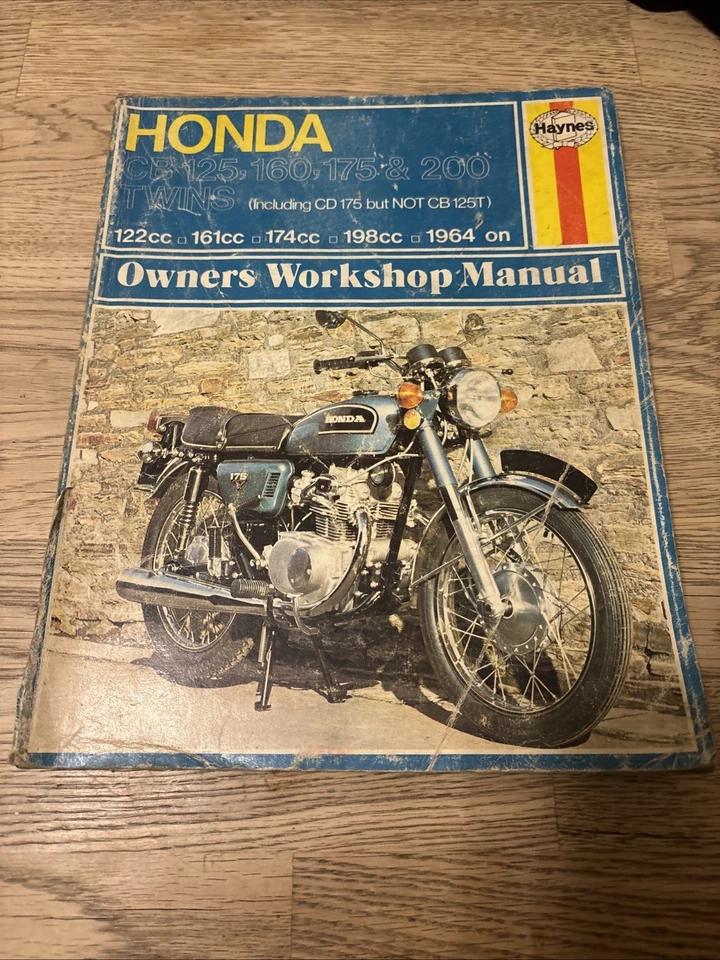 HONDA
Haynes
CB 125, 160, 175 & 200
TWINS (Including CD 175 but NOT CB 125T)
122cc □ 161cc □ 174cc □ 198cc □ 1964 on
Owners Workshop Manual
HONDA
175